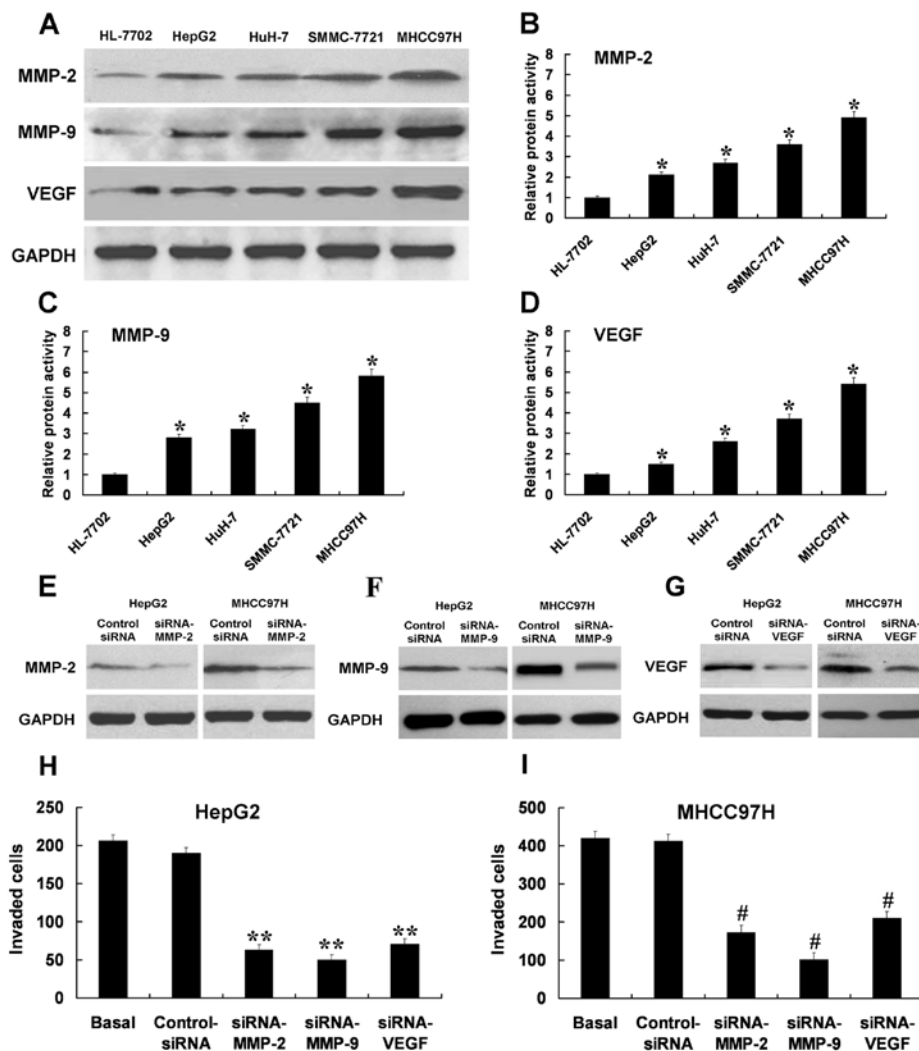 A
HL-7702 HepG2 HuH-7 SMMC-7721 MHCC97H
MMP-2
MMP-9
VEGF
GAPDH
B
MMP-2
Relative protein activity
8
7
6
5
4
3
2
1
0
* * * *
HL-7702 HepG2 HuH-7 SMMC-7721 MHCC97H
C
MMP-9
Relative protein activity
8
7
6
5
4
3
2
1
0
* * * *
HL-7702 HepG2 HuH-7 SMMC-7721 MHCC97H
D
VEGF
Relative protein activity
8
7
6
5
4
3
2
1
0
* * * *
HL-7702 HepG2 HuH-7 SMMC-7721 MHCC97H
E
HepG2 MHCC97H
Control siRNA- Control siRNA-
siRNA MMP-2 siRNA MMP-2
MMP-2
GAPDH
F
HepG2 MHCC97H
Control siRNA- Control siRNA-
siRNA MMP-9 siRNA MMP-9
MMP-9
GAPDH
G
HepG2 MHCC97H
Control siRNA- Control siRNA-
siRNA VEGF siRNA VEGF
VEGF
GAPDH
H
HepG2
Invaded cells
250
200
150
100
50
0
** ** **
Basal Control- siRNA- siRNA- siRNA-
siRNA MMP-2 MMP-9 VEGF
I
MHCC97H
Invaded cells
500
400
300
200
100
0
# # #
Basal Control- siRNA- siRNA- siRNA-
siRNA MMP-2 MMP-9 VEGF